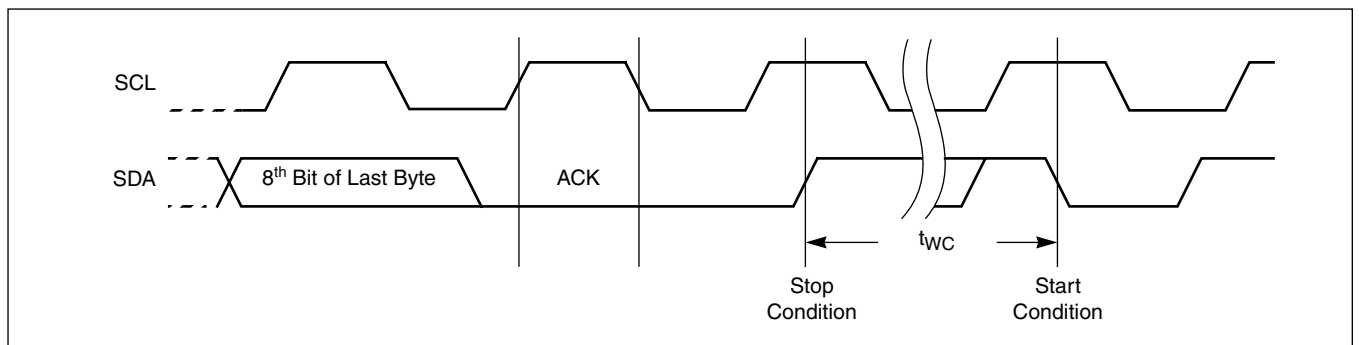 SCL
SDA
8th Bit of Last Byte
ACK
tWC
Stop
Condition
Start
Condition